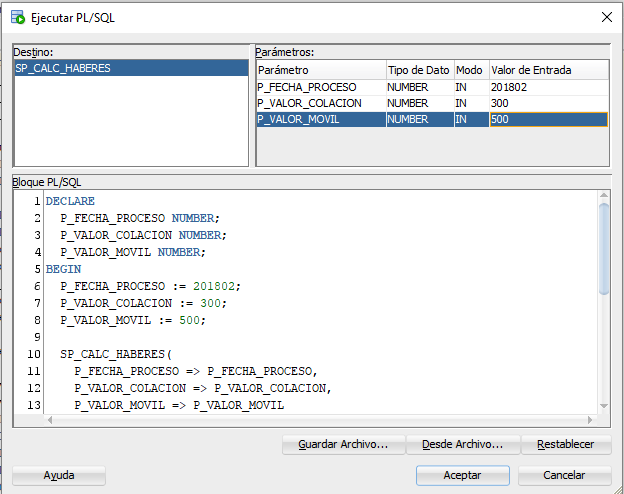 Ejecutar PL/SQL
Destino:
SP_CALC_HABERES
Parámetros:
Parámetro Tipo de Dato Modo Valor de Entrada
P_FECHA_PROCESO NUMBER IN 201802
P_VALOR_COLACION NUMBER IN 300
P_VALOR_MOVIL NUMBER IN 500
Bloque PL/SQL
1 DECLARE
2 P_FECHA_PROCESO NUMBER;
3 P_VALOR_COLACION NUMBER;
4 P_VALOR_MOVIL NUMBER;
5 BEGIN
6 P_FECHA_PROCESO := 201802;
7 P_VALOR_COLACION := 300;
8 P_VALOR_MOVIL := 500;
9
10 SP_CALC_HABERES(
11 P_FECHA_PROCESO => P_FECHA_PROCESO,
12 P_VALOR_COLACION => P_VALOR_COLACION,
13 P_VALOR_MOVIL => P_VALOR_MOVIL
Guardar Archivo... Desde Archivo... Restablecer
Ayuda Aceptar Cancelar